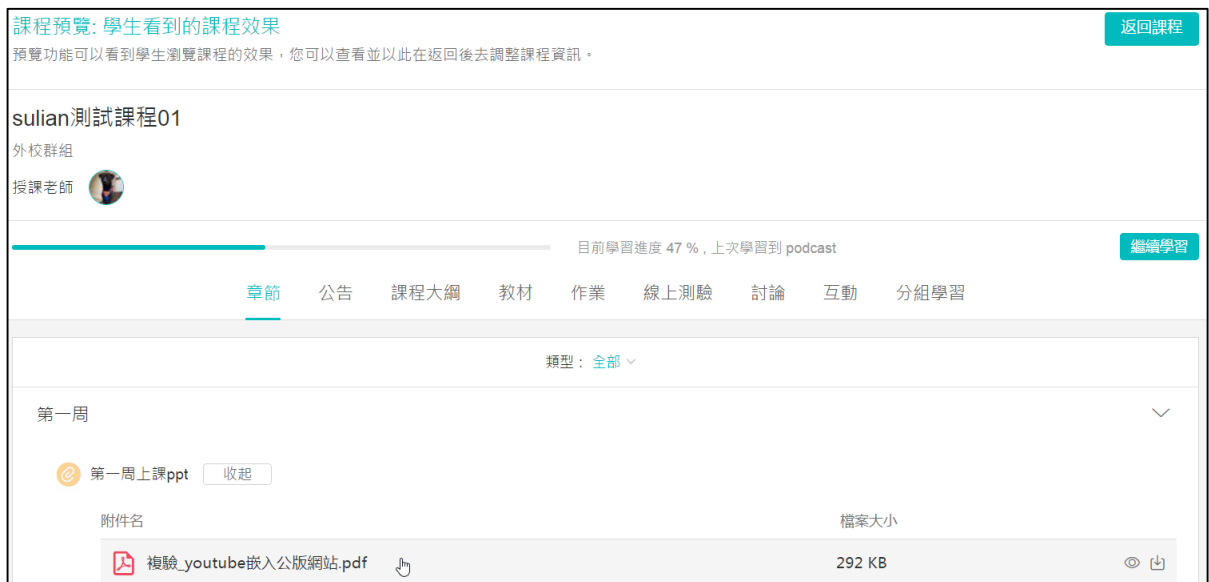 課程預覽: 學生看到的課程效果
返回課程
預覽功能可以看到學生瀏覽課程的效果，您可以查看並以此在返回後去調整課程資訊。
sulian測試課程01
外校群組
授課老師
目前學習進度 47 % , 上次學習到 podcast
繼續學習
章節 公告 課程大綱 教材 作業 線上測驗 討論 互動 分組學習
類型： 全部
第一周
第一周上課ppt 收起
附件名 檔案大小
複驗_youtube嵌入公版網站.pdf 292 KB